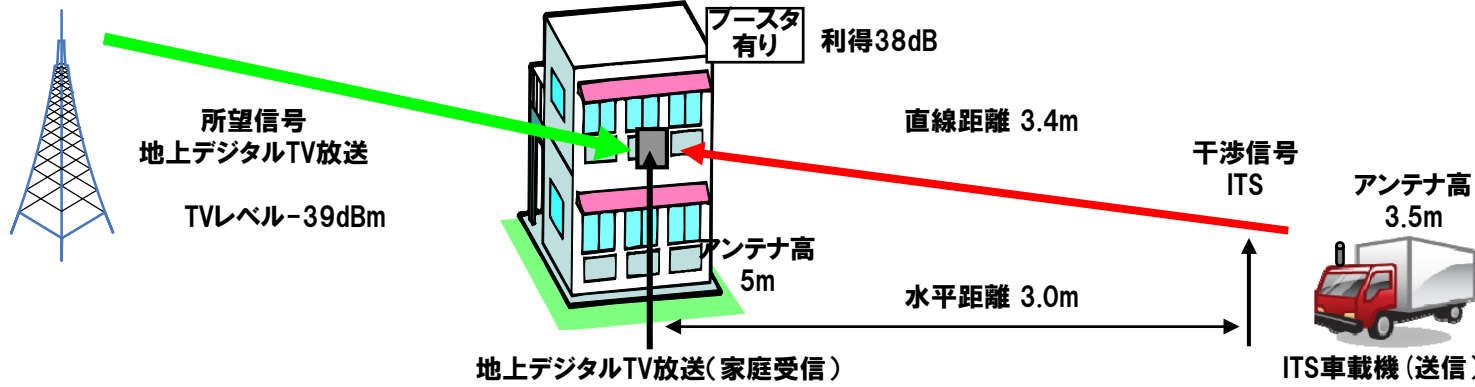 ブースタ
有り
利得38dB
所望信号
地上デジタルTV放送
TVレベル-39dBm
直線距離 3.4m
干渉信号
ITS
アンテナ高
3.5m
アンテナ高
5m
水平距離 3.0m
地上デジタルTV放送(家庭受信)
ITS車載機(送信)